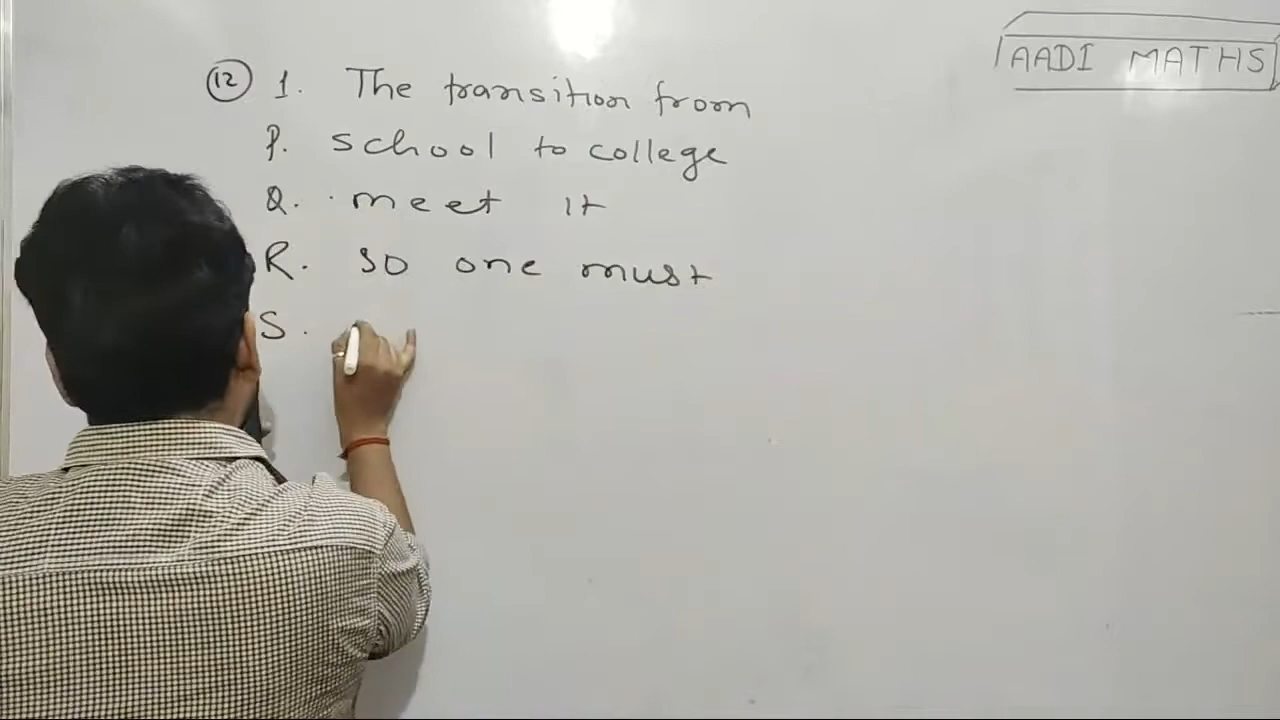 AADI MATHS
(12) 1. The transition from
P. school to college
Q. meet it
R. so one must
S.